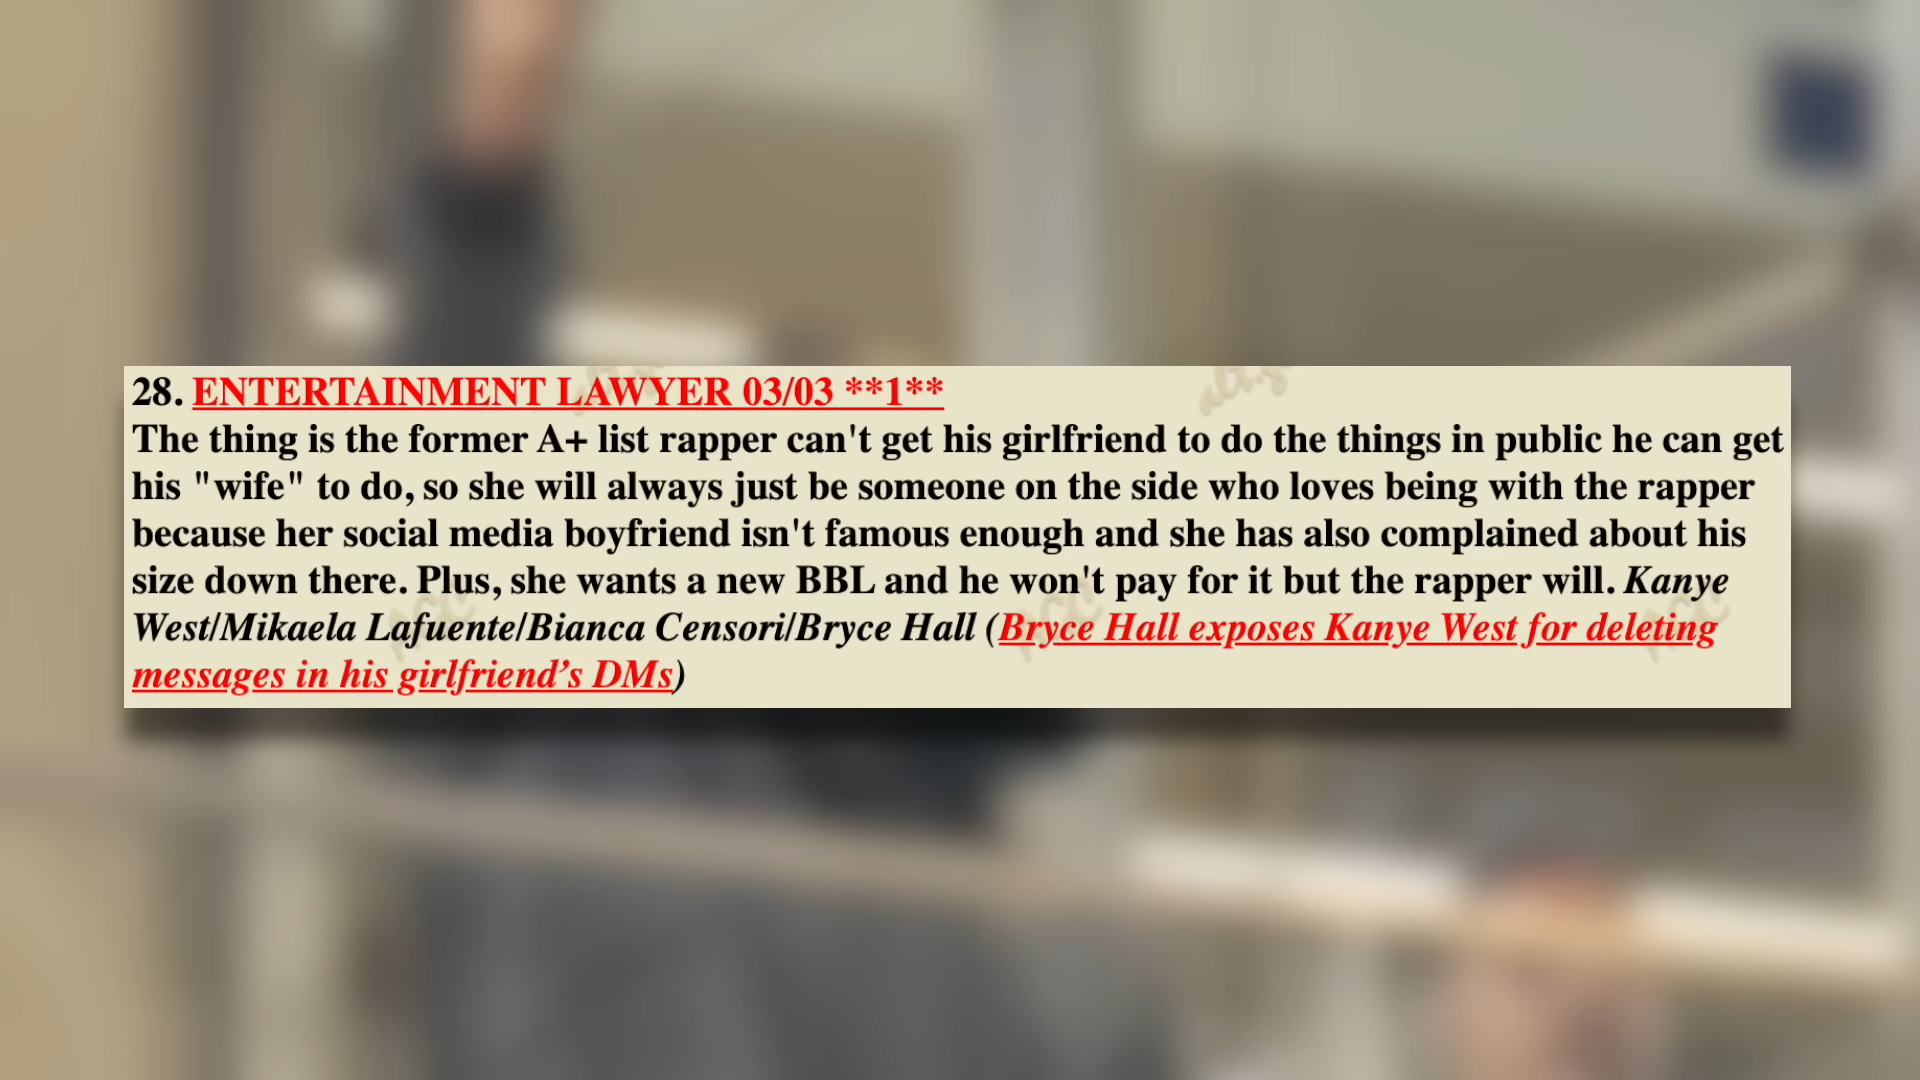 28. ENTERTAINMENT LAWYER 03/03 **1**
The thing is the former A+ list rapper can't get his girlfriend to do the things in public he can get
his "wife" to do, so she will always just be someone on the side who loves being with the rapper
because her social media boyfriend isn't famous enough and she has also complained about his
size down there. Plus, she wants a new BBL and he won't pay for it but the rapper will. Kanye
West/Mikaela Lafuente/Bianca Censori/Bryce Hall (Bryce Hall exposes Kanye West for deleting
messages in his girlfriend’s DMs)